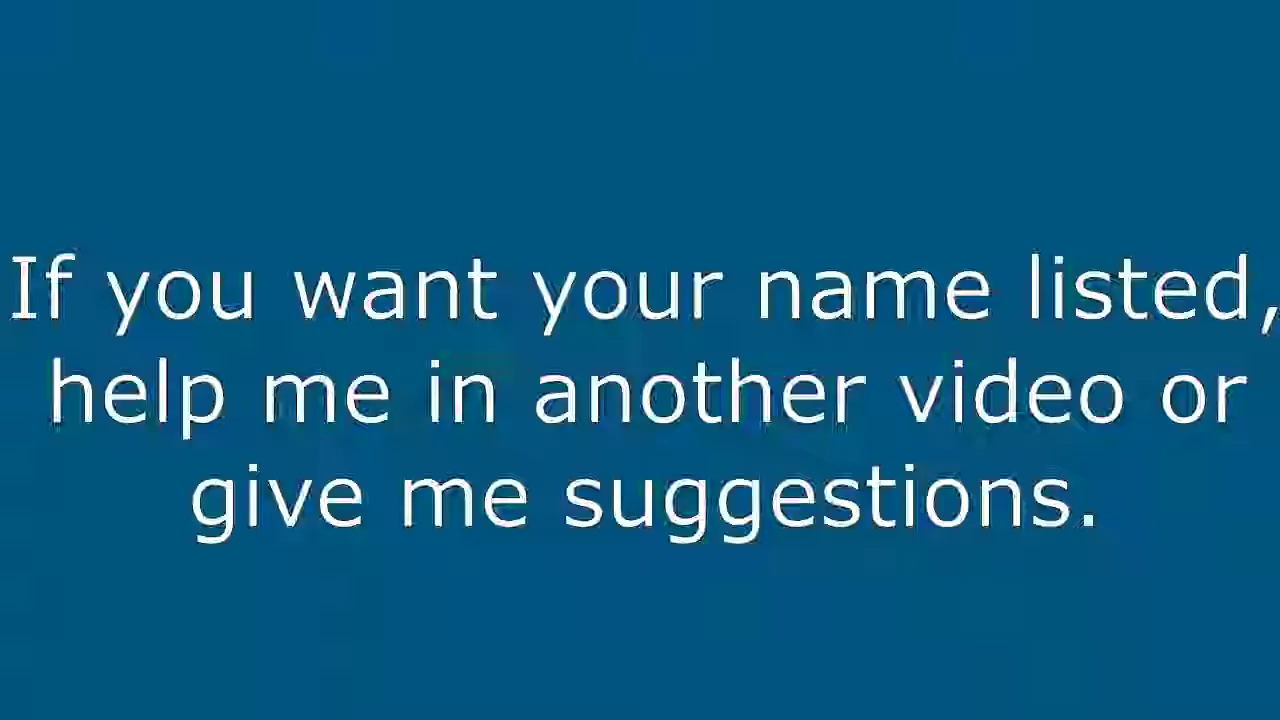 If you want your name listed,
help me in another video or
give me suggestions.